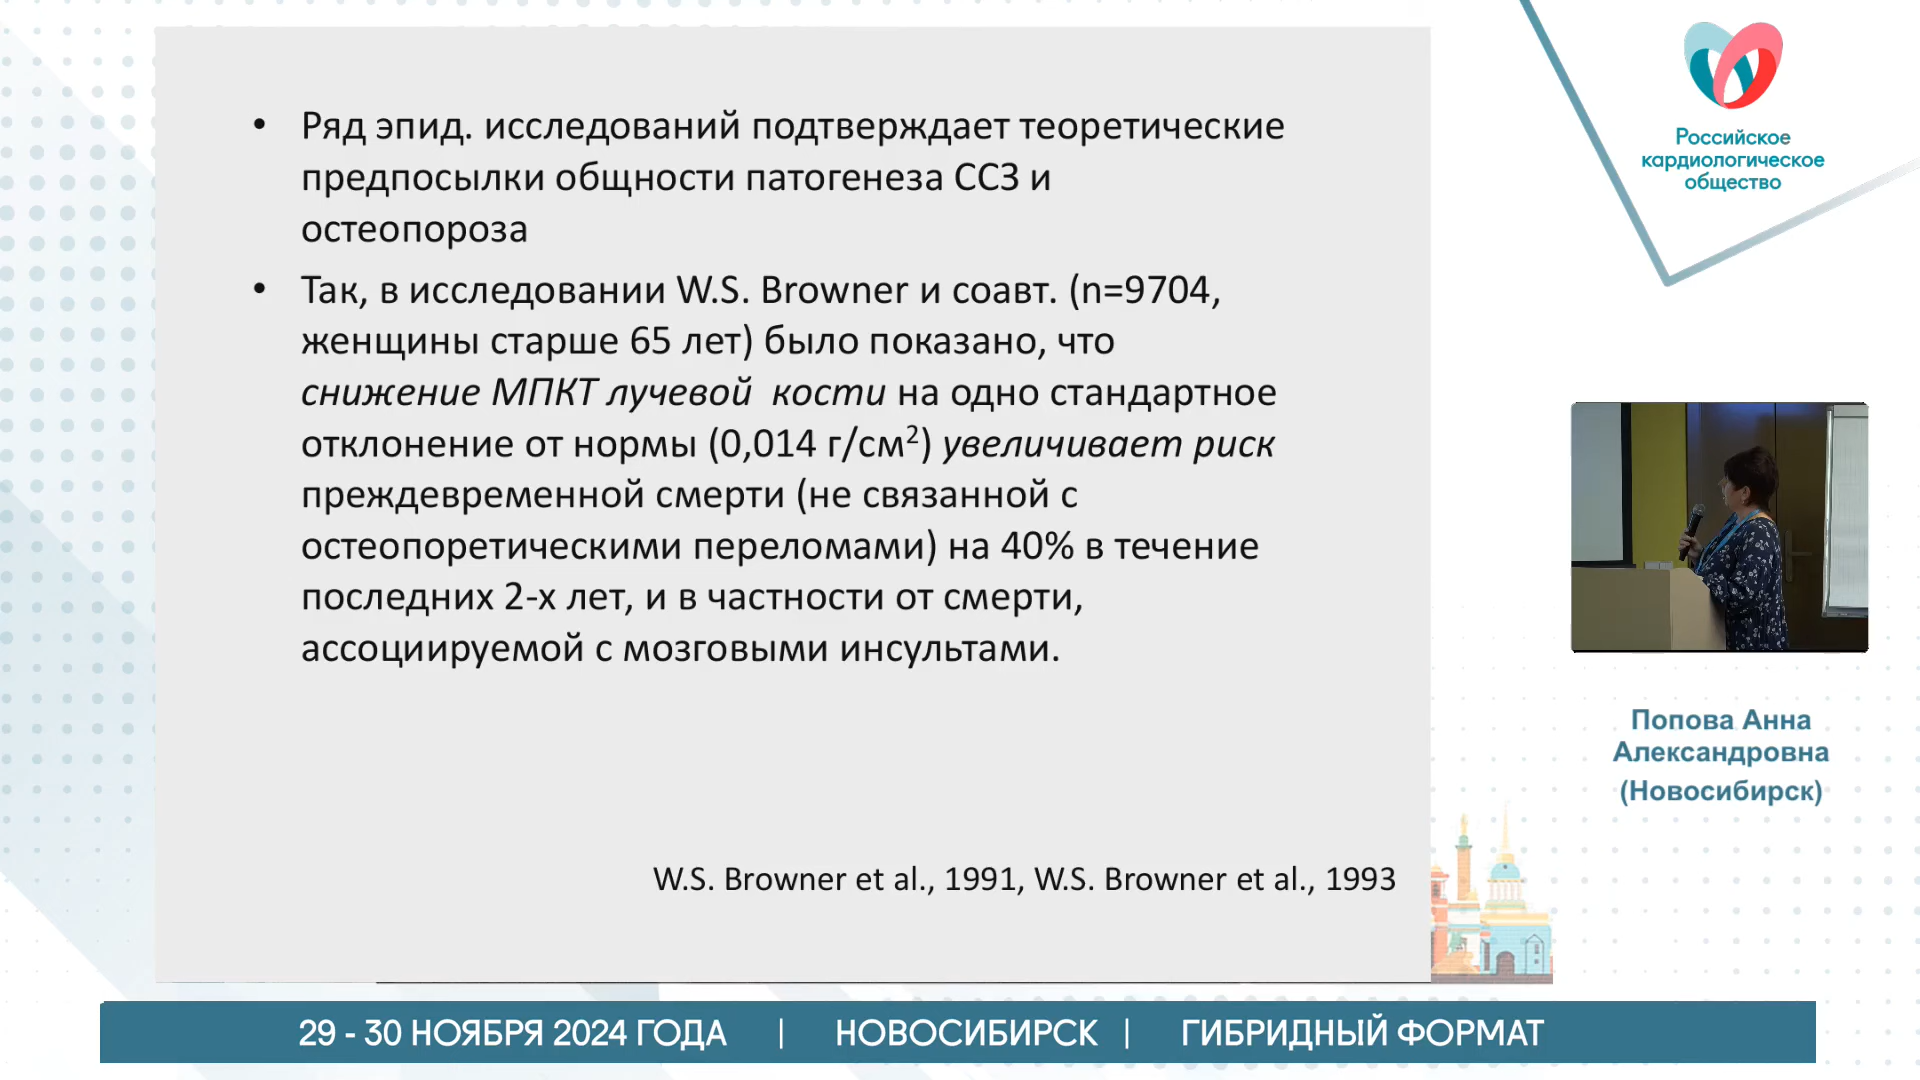 • Ряд эпид. исследований подтверждает теоретические
предпосылки общности патогенеза ССЗ и
остеопороза
• Так, в исследовании W.S. Browner и соавт. (n=9704,
женщины старше 65 лет) было показано, что
снижение МПКТ лучевой кости на одно стандартное
отклонение от нормы (0,014 г/см²) увеличивает риск
преждевременной смерти (не связанной с
остеопоретическими переломами) на 40% в течение
последних 2-х лет, и в частности от смерти,
ассоциируемой с мозговыми инсультами.
W.S. Browner et al., 1991, W.S. Browner et al., 1993
Российское
кардиологическое
общество
Попова Анна
Александровна
(Новосибирск)
29 - 30 НОЯБРЯ 2024 ГОДА | НОВОСИБИРСК | ГИБРИДНЫЙ ФОРМАТ